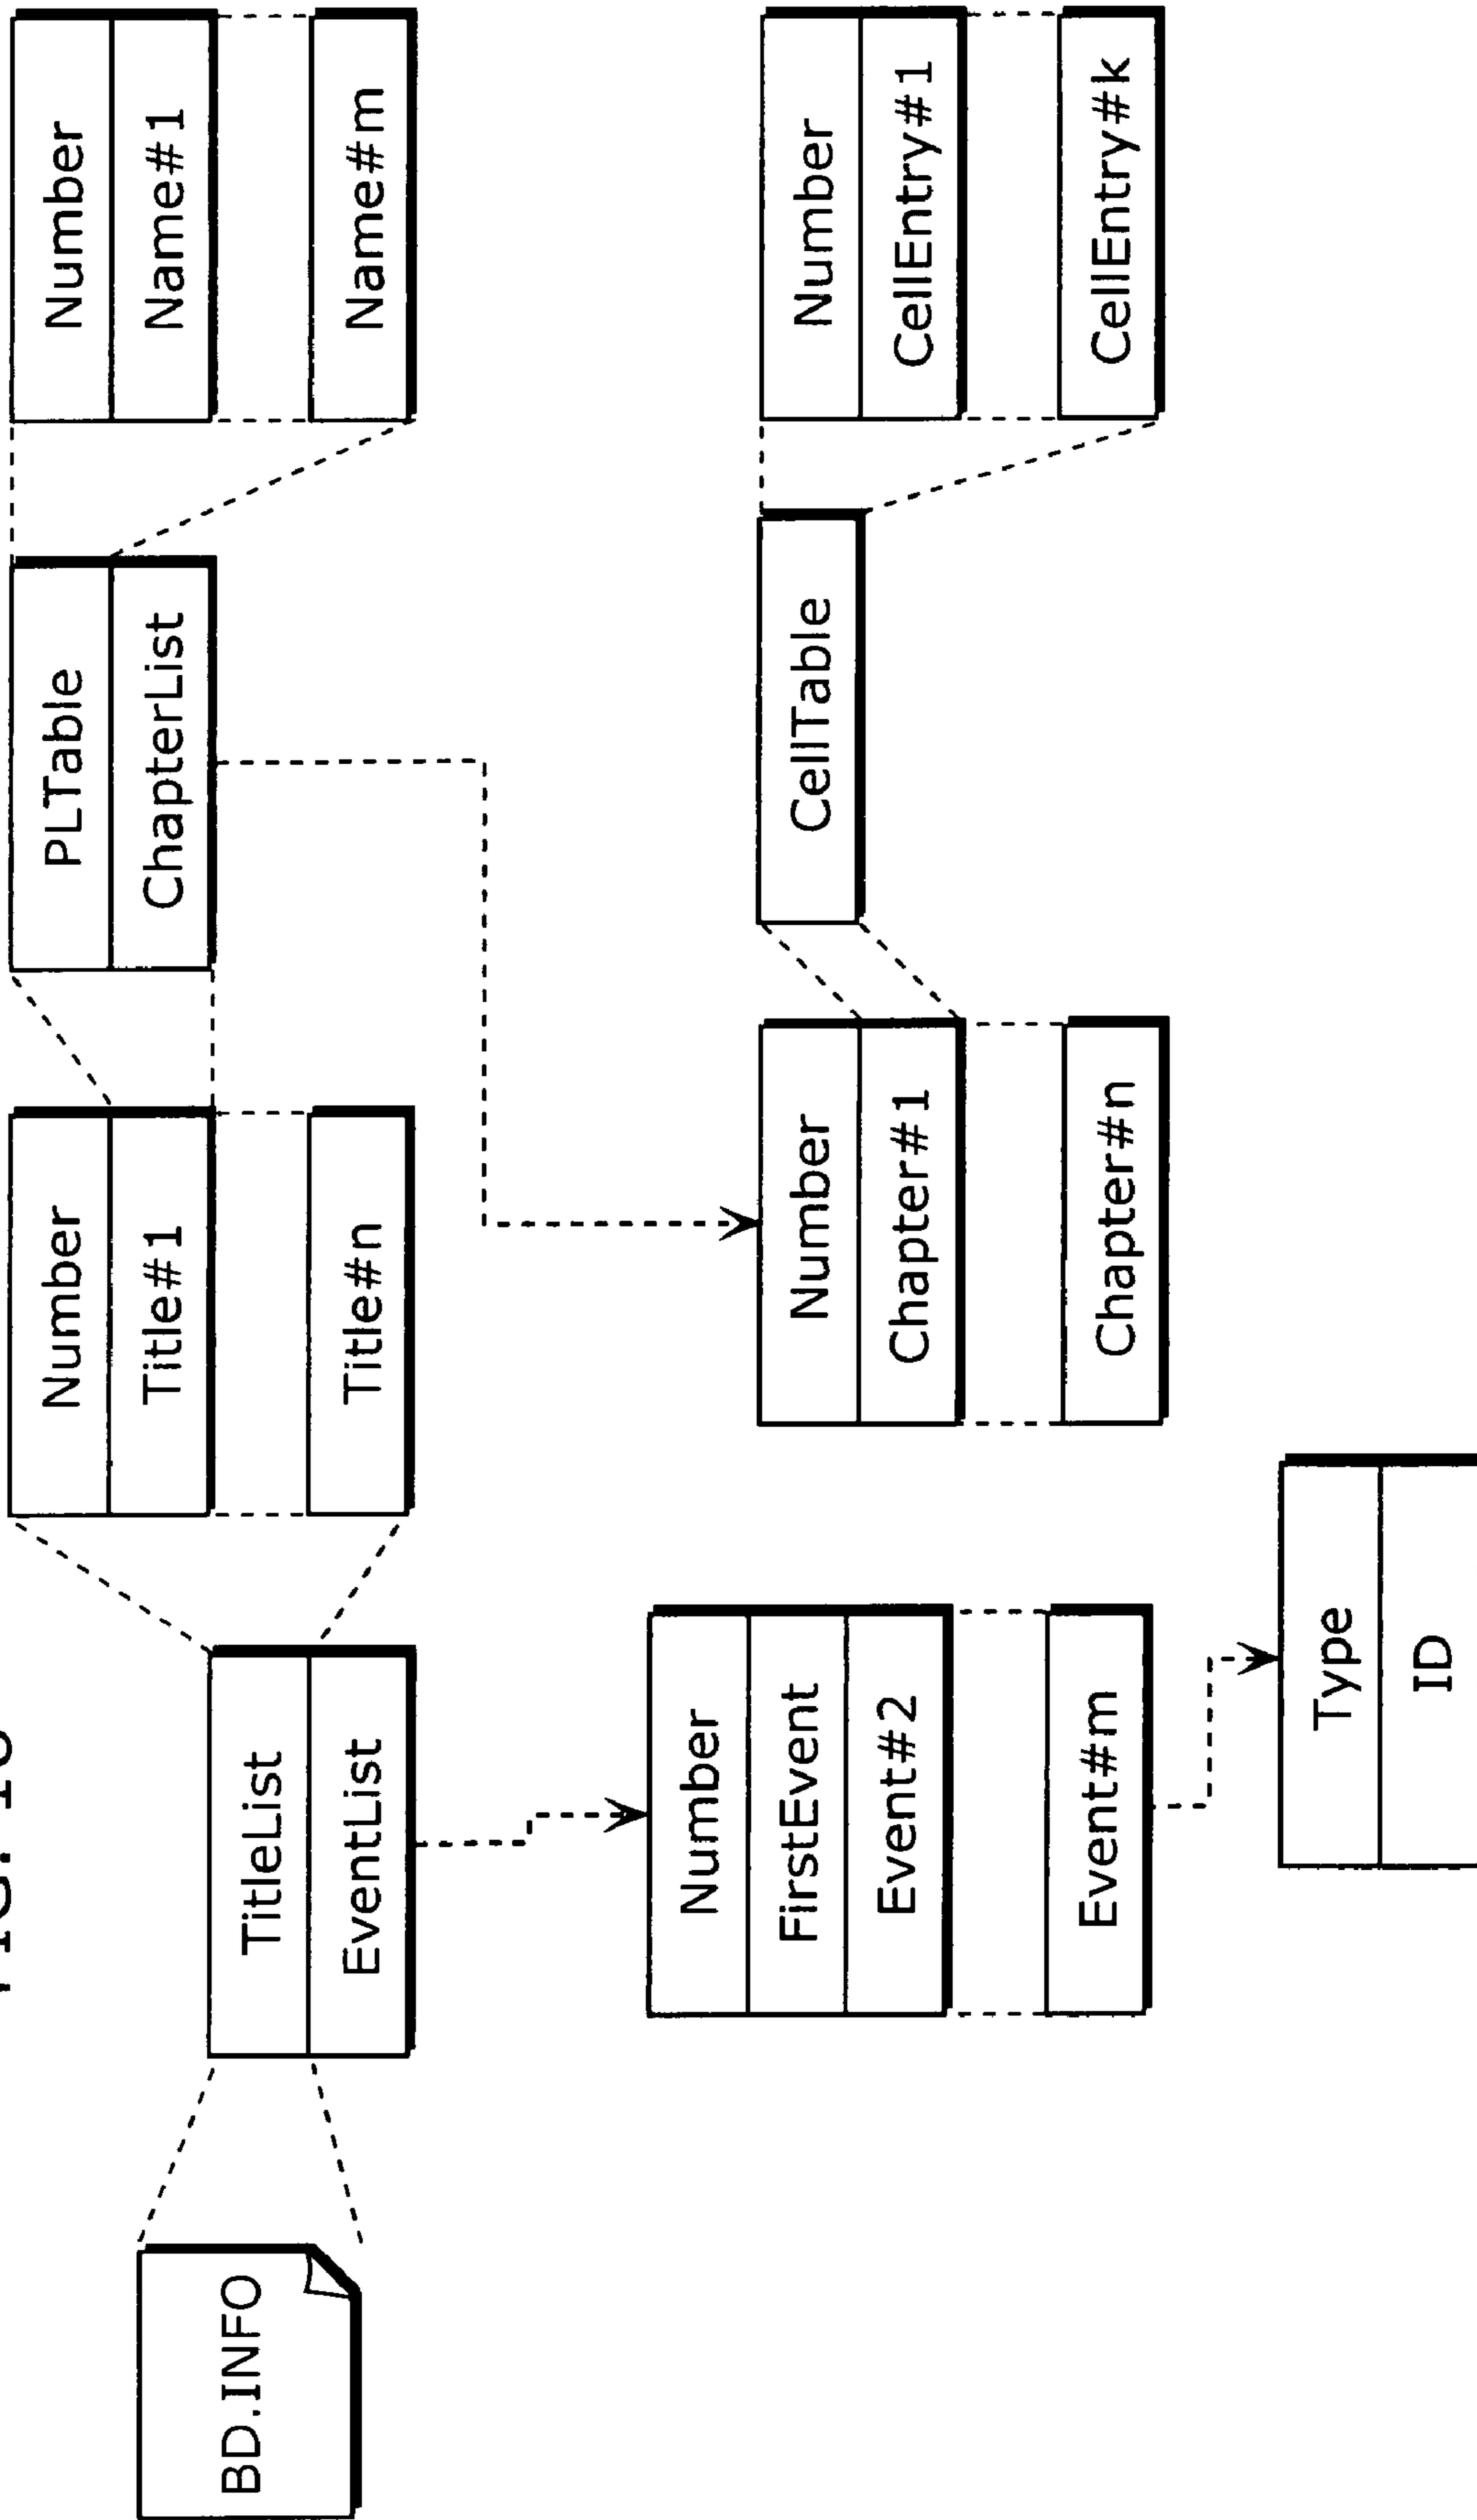 BD.INFO
TitleList
EventList
Number
Title#1
Title#n
PLTable
ChapterList
Number
Name#1
Name#m
Number
FirstEvent
Event#2
Event#m
Type
ID
Number
Chapter#1
Chapter#n
CellTable
Number
CellEntry#1
CellEntry#k